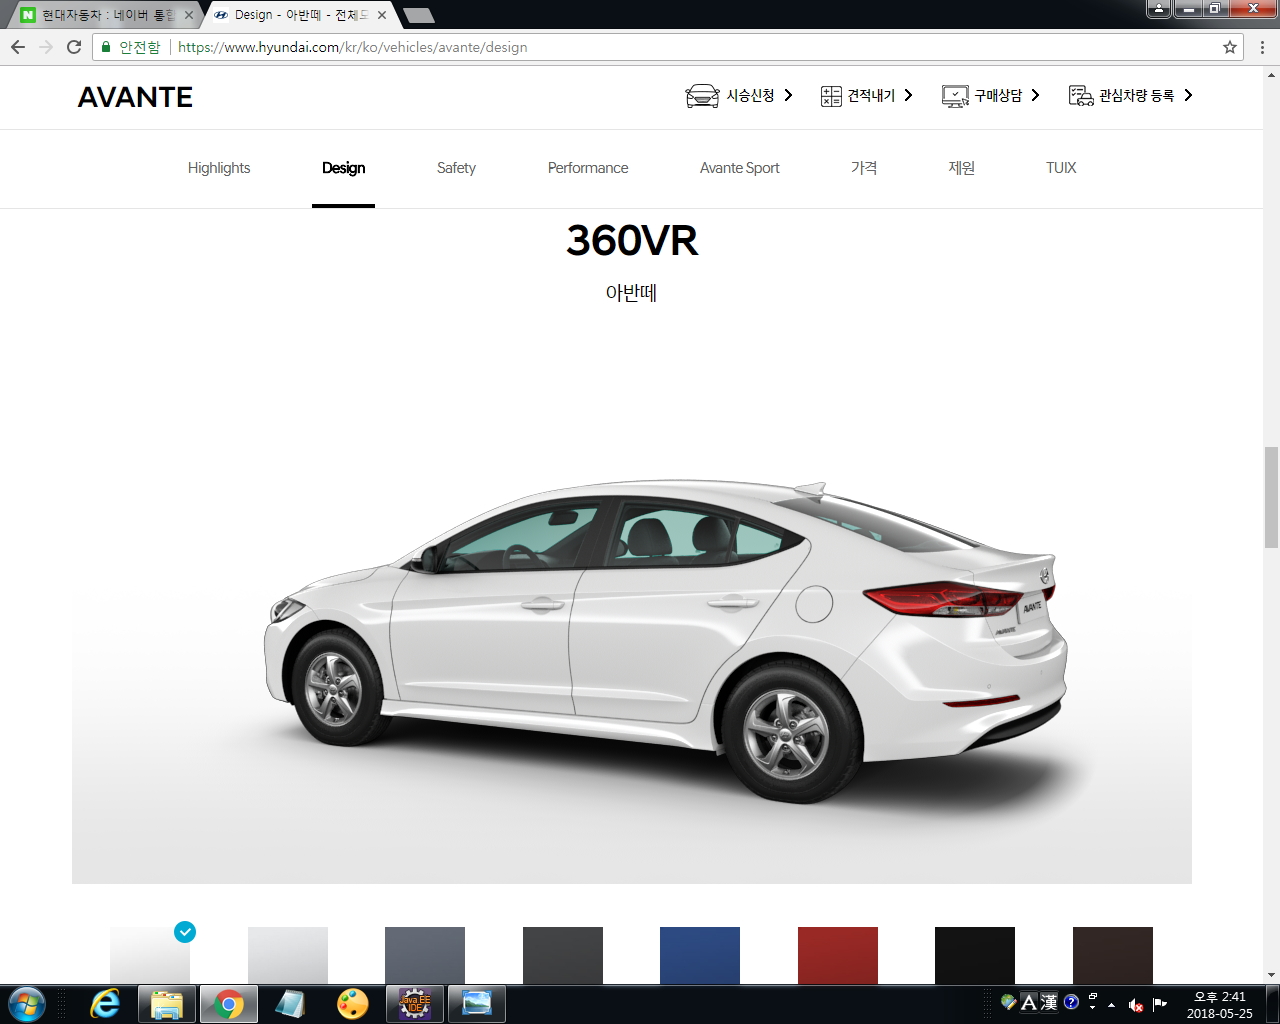 현대자동차 : 네이버 통합
Design - 아반떼 - 전체모
안전함
https://www.hyundai.com/kr/ko/vehicles/avante/design
AVANTE
시승신청
견적내기
구매상담
관심차량 등록
Highlights
Design
Safety
Performance
Avante Sport
가격
제원
TUIX
360VR
아반떼
AVANTE
AVANTE
Java EE
IDE
A 漢
오후 2:41
2018-05-25